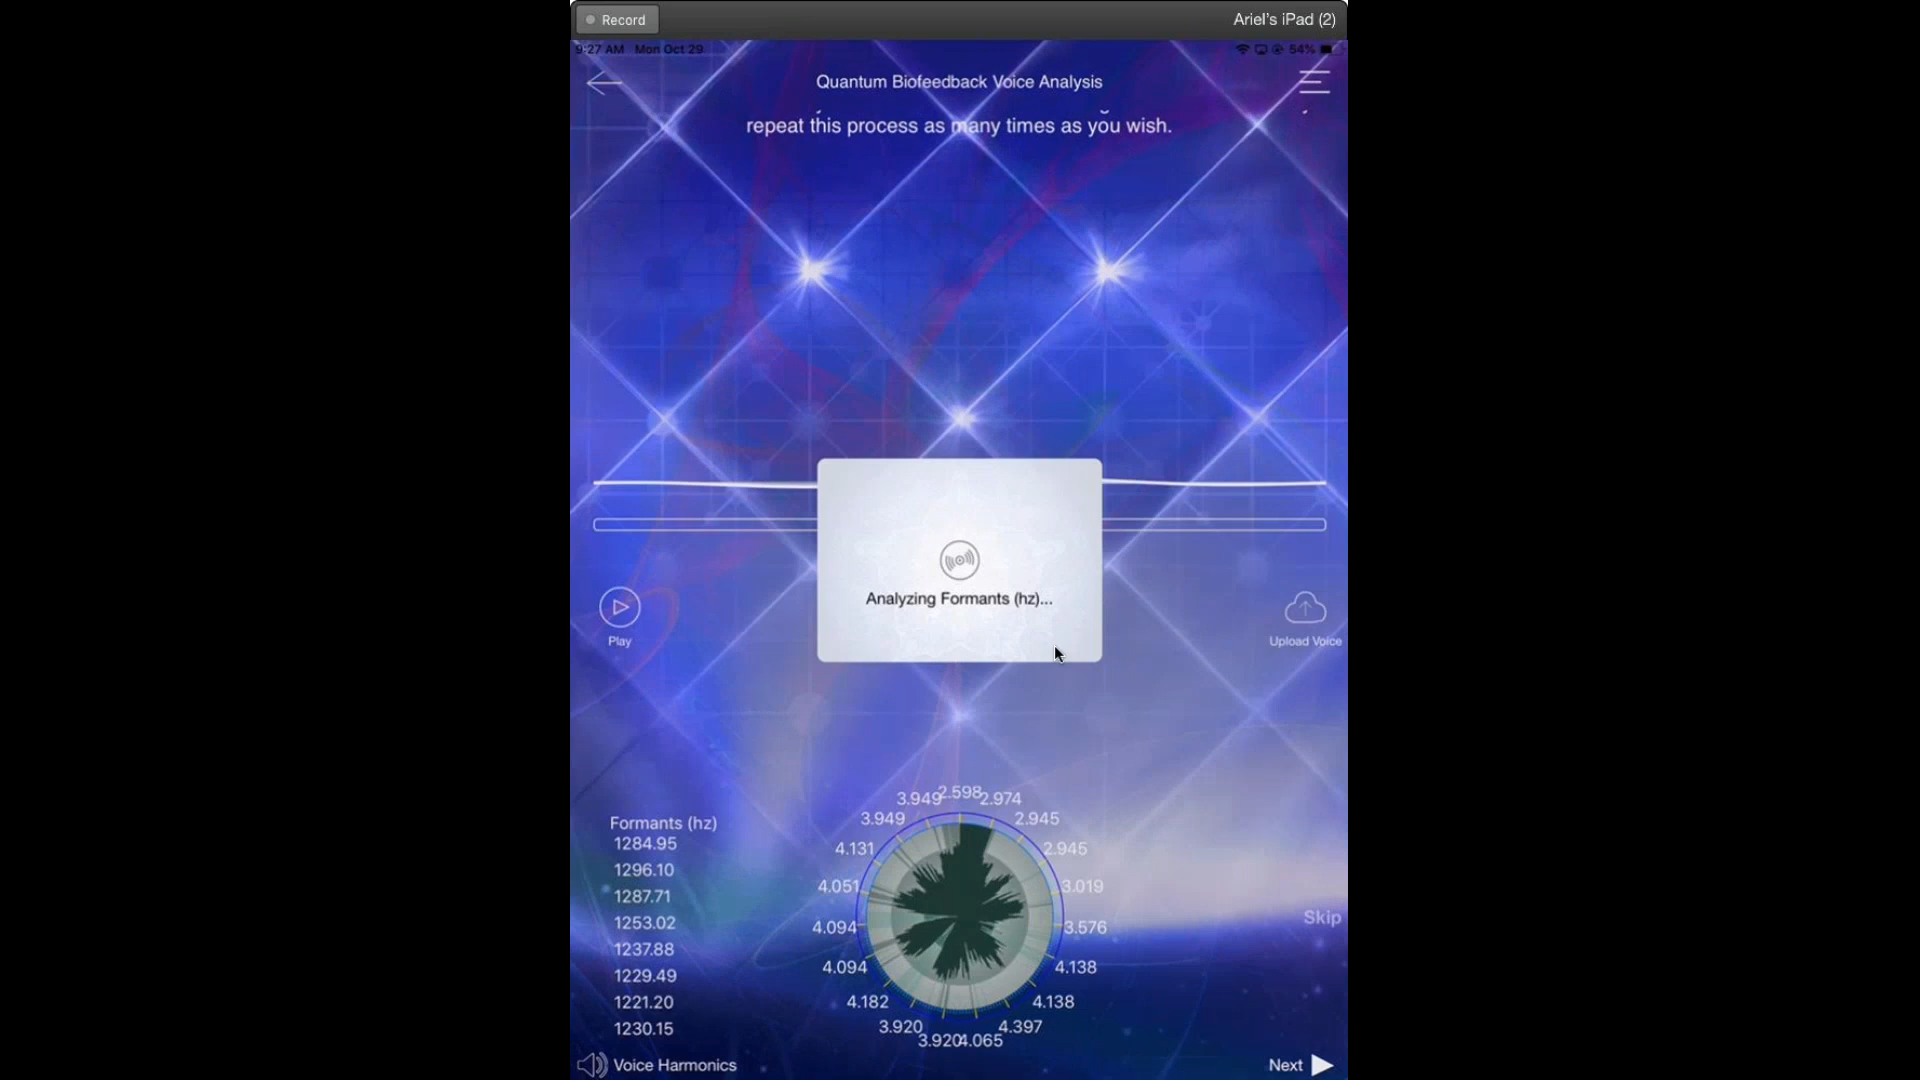 Record
Ariel's iPad (2)
9:27 AM Mon Oct 29
54%
Quantum Biofeedback Voice Analysis
repeat this process as many times as you wish.
Analyzing Formants (hz)...
Play
Upload Voice
Formants (hz)
1284.95
1296.10
1287.71
1253.02
1237.88
1229.49
1221.20
1230.15
2.598
2.974
2.945
2.945
3.019
3.576
4.138
4.138
4.397
4.065
3.920
3.920
4.182
4.094
4.094
4.051
4.131
3.949
3.949
Skip
Voice Harmonics
Next